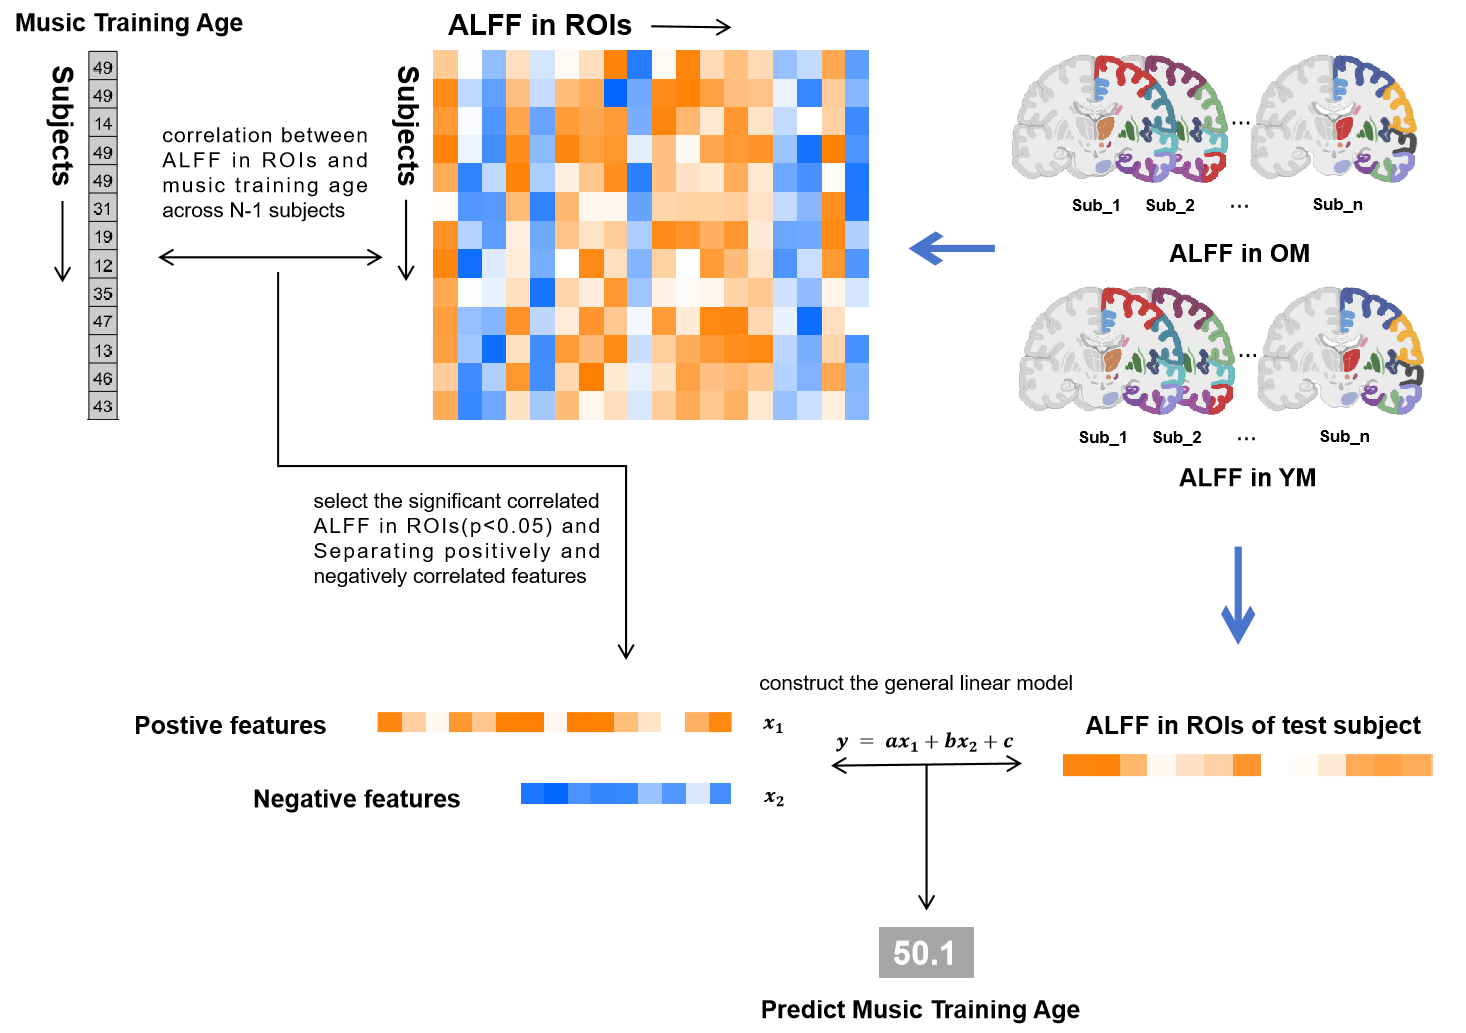 Music Training Age
ALFF in ROIs
Subjects
49
49
14
49
49
31
19
12
35
47
13
46
43
correlation between
ALFF in ROIs and
music training age
across N-1 subjects
Subjects
...
Sub_1 Sub_2 ... Sub_n
ALFF in OM
...
Sub_1 Sub_2 ... Sub_n
ALFF in YM
select the significant correlated
ALFF in ROIs(p<0.05) and
Separating positively and
negatively correlated features
construct the general linear model
Postive features
x₁
y = ax₁ + bx₂ + c
ALFF in ROIs of test subject
Negative features
x₂
50.1
Predict Music Training Age